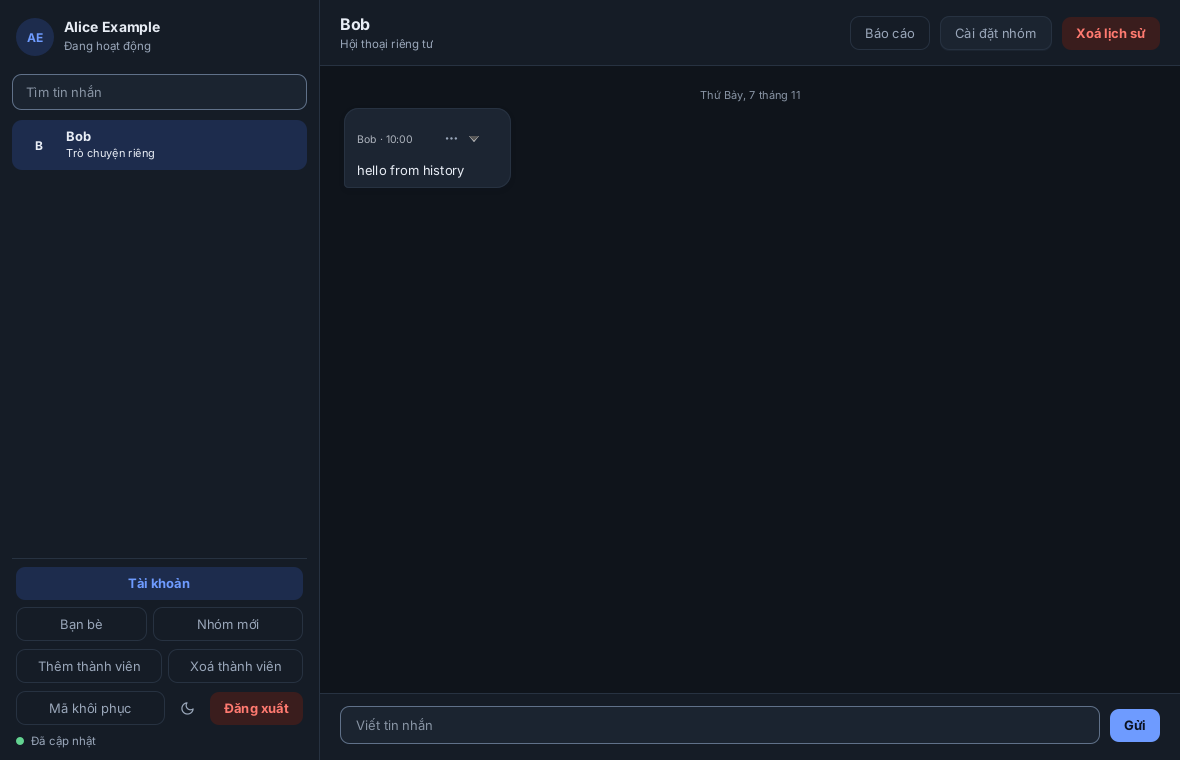 AE
Alice Example
Đang hoạt động
Tìm tin nhắn
B
Bob
Trò chuyện riêng
Tài khoản
Bạn bè
Nhóm mới
Thêm thành viên
Xoá thành viên
Mã khôi phục
Đăng xuất
Đã cập nhật
Bob
Hội thoại riêng tư
Báo cáo
Cài đặt nhóm
Xoá lịch sử
Thứ Bảy, 7 tháng 11
Bob · 10:00
hello from history
Viết tin nhắn
Gửi